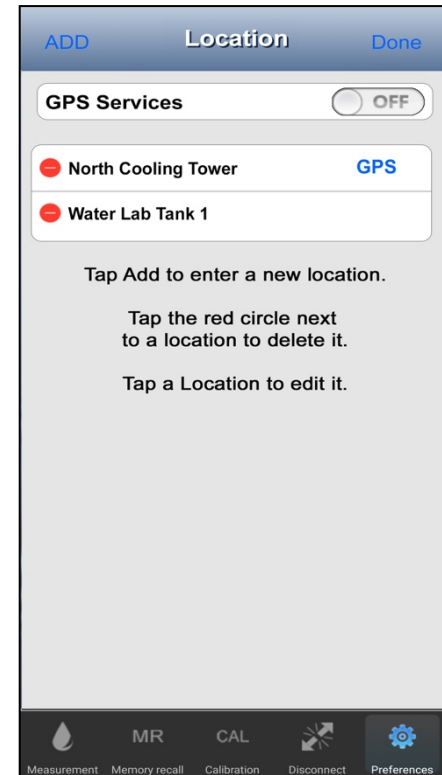 ADD Location Done
GPS Services OFF
North Cooling Tower GPS
Water Lab Tank 1
Tap Add to enter a new location.
Tap the red circle next
to a location to delete it.
Tap a Location to edit it.
MR CAL
Measurement Memory recall Calibration Disconnect Preferences